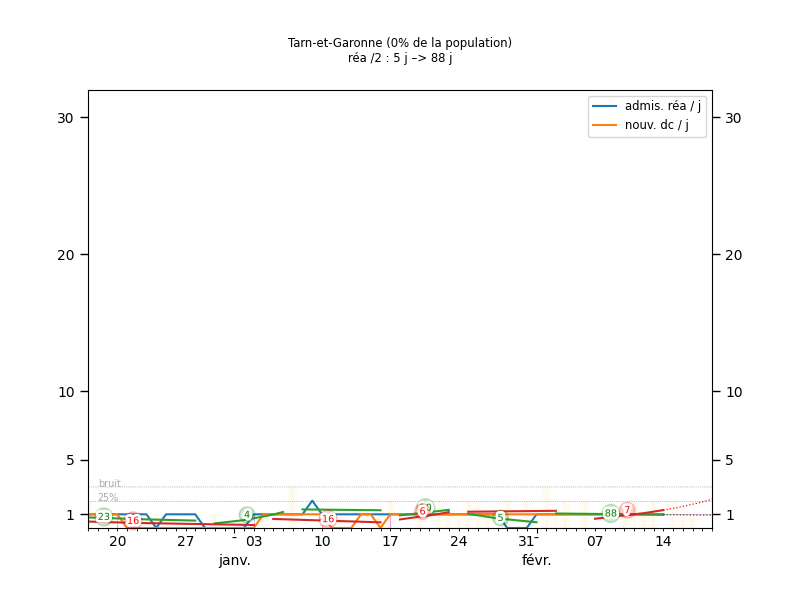 Tarn-et-Garonne (0% de la population)
réa /2 : 5 j –> 88 j
admis. réa / j
nouv. dc / j
30 30
20 20
10 10
5 5
bruit
25%
1 1
23 16 4 16 6 9 5 88 7
20 27 - 03 10 17 24 31- 07 14
janv. févr.